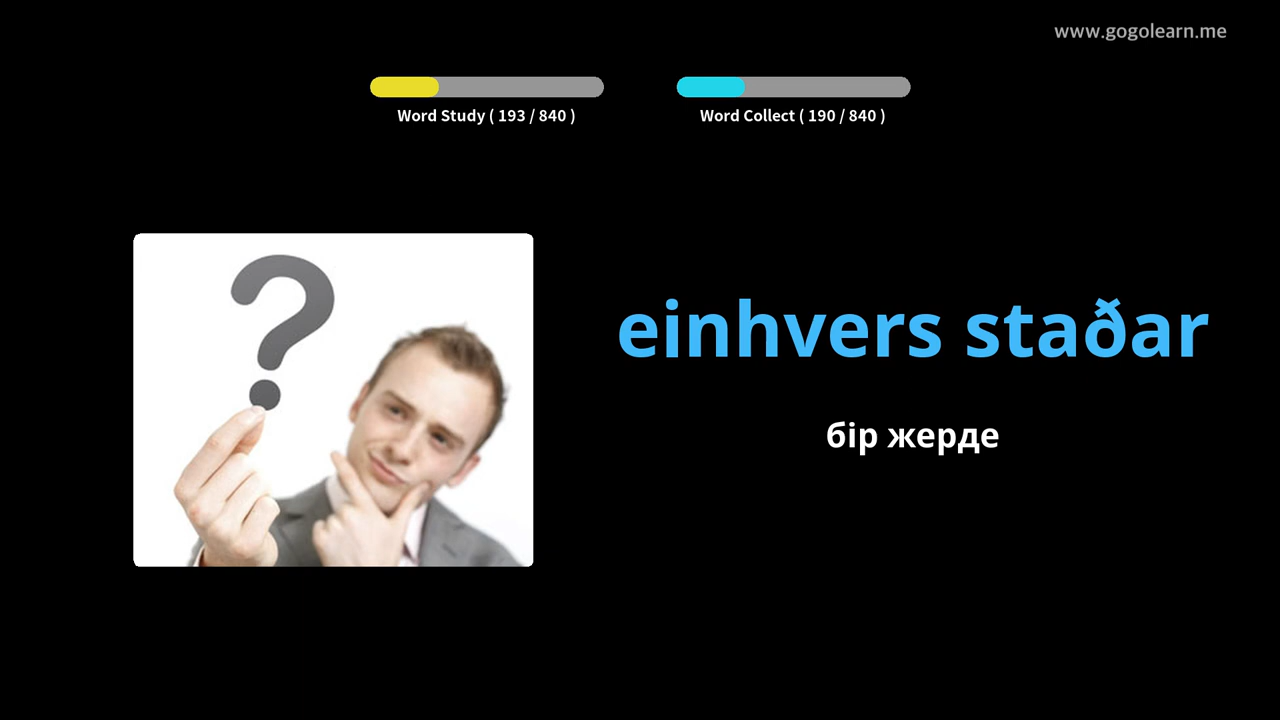 www.gogolearn.me
Word Study ( 193 / 840 )
Word Collect ( 190 / 840 )
einhvers staðar
бір жерде